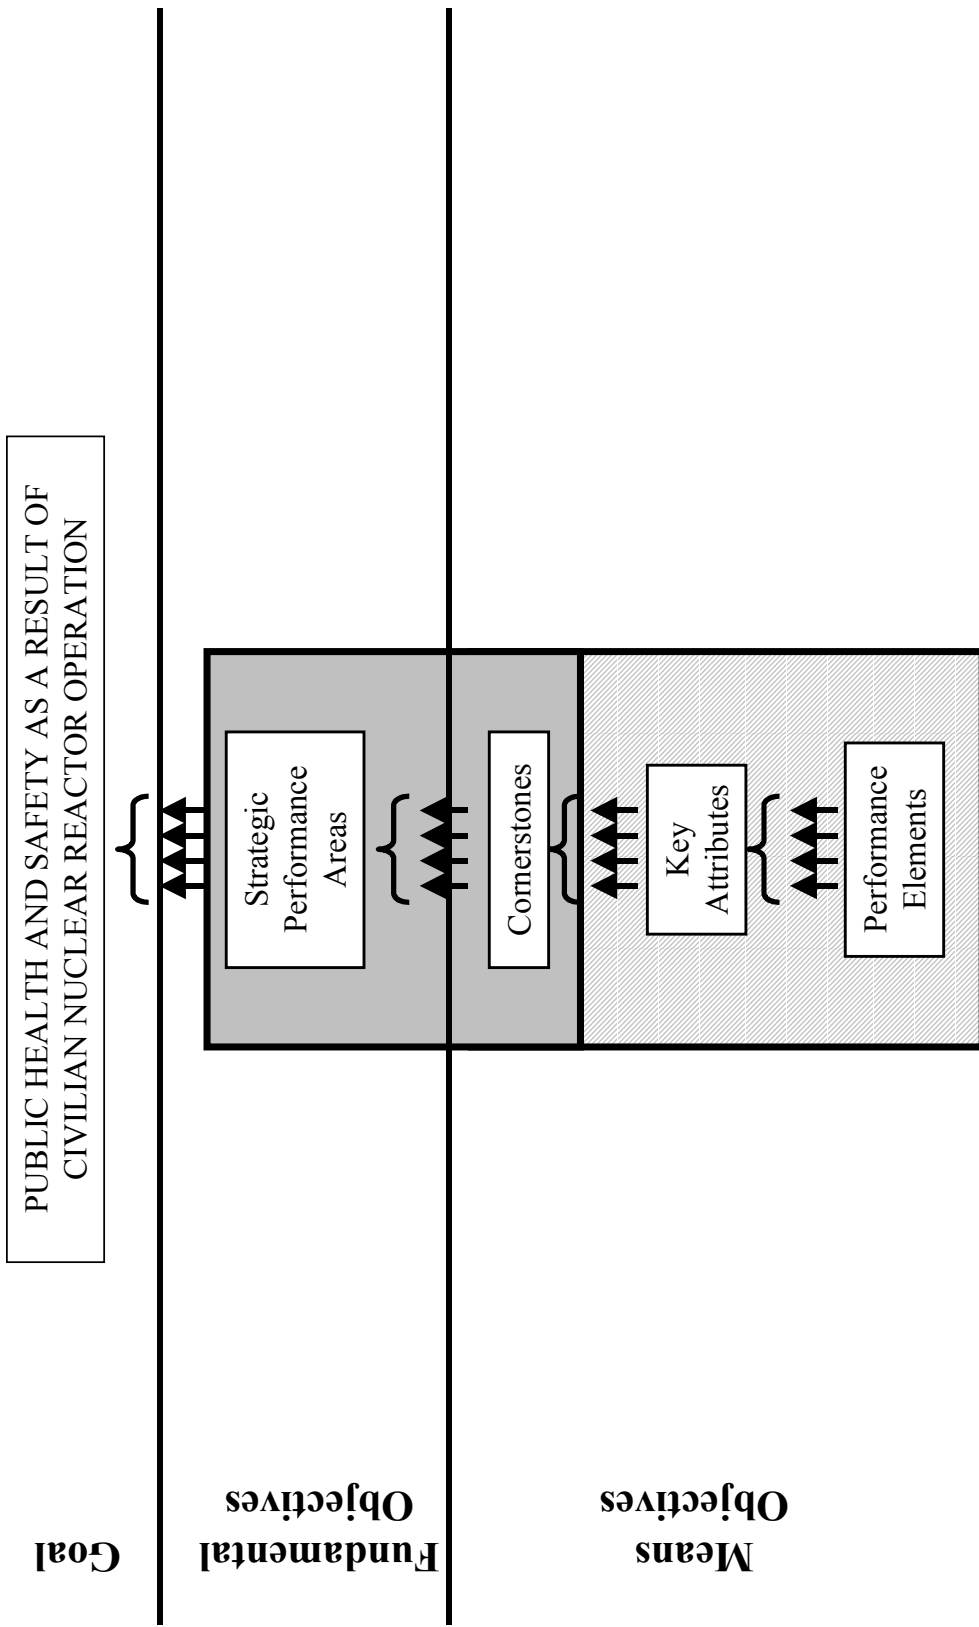 PUBLIC HEALTH AND SAFETY AS A RESULT OF
CIVILIAN NUCLEAR REACTOR OPERATION
Goal
Strategic
Performance
Areas
Fundamental
Objectives
Cornerstones
Key
Attributes
Performance
Elements
Means
Objectives